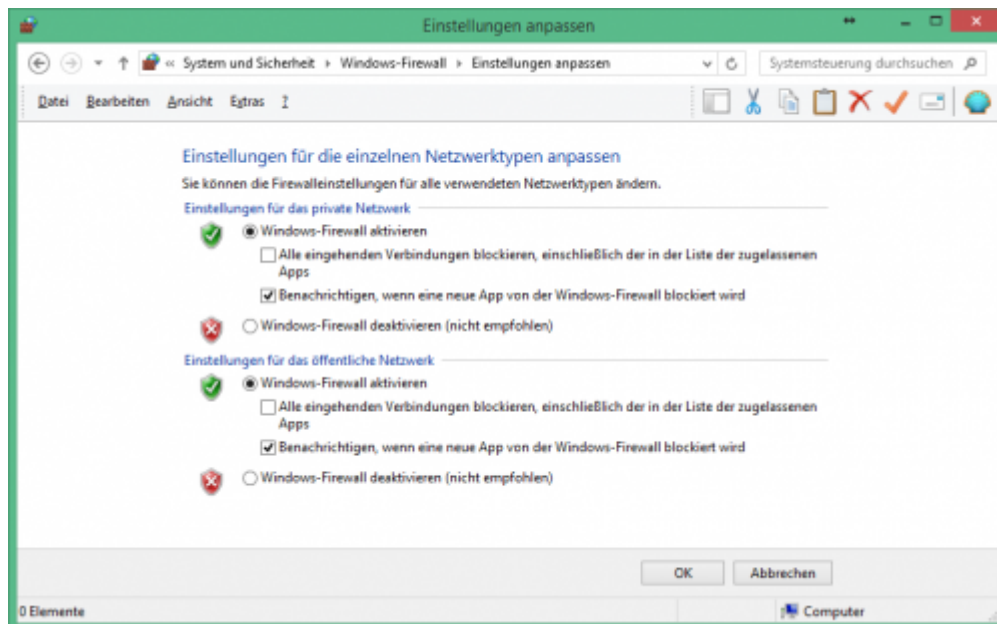 Einstellungen anpassen
« System und Sicherheit Windows-Firewall Einstellungen anpassen Systemsteuerung durchsuchen
Datei Bearbeiten Ansicht Extras ?
Einstellungen für die einzelnen Netzwerktypen anpassen
Sie können die Firewalleinstellungen für alle verwendeten Netzwerktypen ändern.
Einstellungen für das private Netzwerk
Windows-Firewall aktivieren
Alle eingehenden Verbindungen blockieren, einschließlich der in der Liste der zugelassenen
Apps
Benachrichtigen, wenn eine neue App von der Windows-Firewall blockiert wird
Windows-Firewall deaktivieren (nicht empfohlen)
Einstellungen für das öffentliche Netzwerk
Windows-Firewall aktivieren
Alle eingehenden Verbindungen blockieren, einschließlich der in der Liste der zugelassenen
Apps
Benachrichtigen, wenn eine neue App von der Windows-Firewall blockiert wird
Windows-Firewall deaktivieren (nicht empfohlen)
OK Abbrechen
0 Elemente Computer